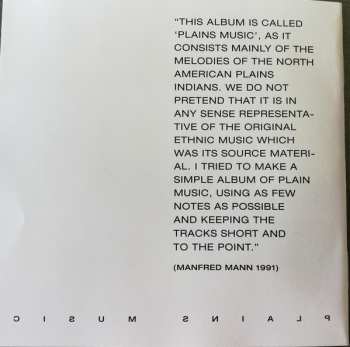 "THIS ALBUM IS CALLED
'PLAINS MUSIC', AS IT
CONSISTS MAINLY OF THE
MELODIES OF THE NORTH
AMERICAN PLAINS
INDIANS. WE DO NOT
PRETEND THAT IT IS IN
ANY SENSE REPRESENTA-
TIVE OF THE ORIGINAL
ETHNIC MUSIC WHICH
WAS ITS SOURCE MATERI-
AL. I TRIED TO MAKE A
SIMPLE ALBUM OF PLAIN
MUSIC, USING AS FEW
NOTES AS POSSIBLE
AND KEEPING THE
TRACKS SHORT AND
TO THE POINT."
(MANFRED MANN 1991)
PLAINS MUSIC